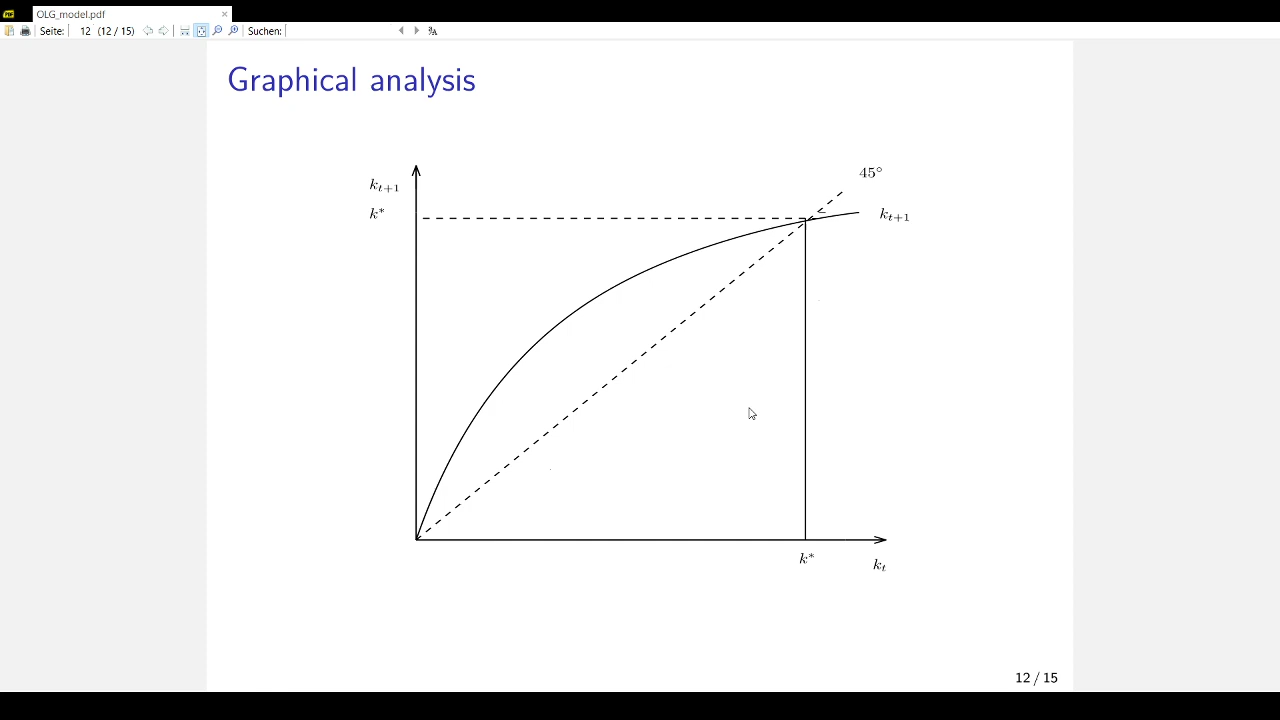 OLG_model.pdf
Seite: 12 (12 / 15) Suchen:
Graphical analysis
45°
k_{t+1}
k*
k_{t+1}
k*
k_t
12 / 15